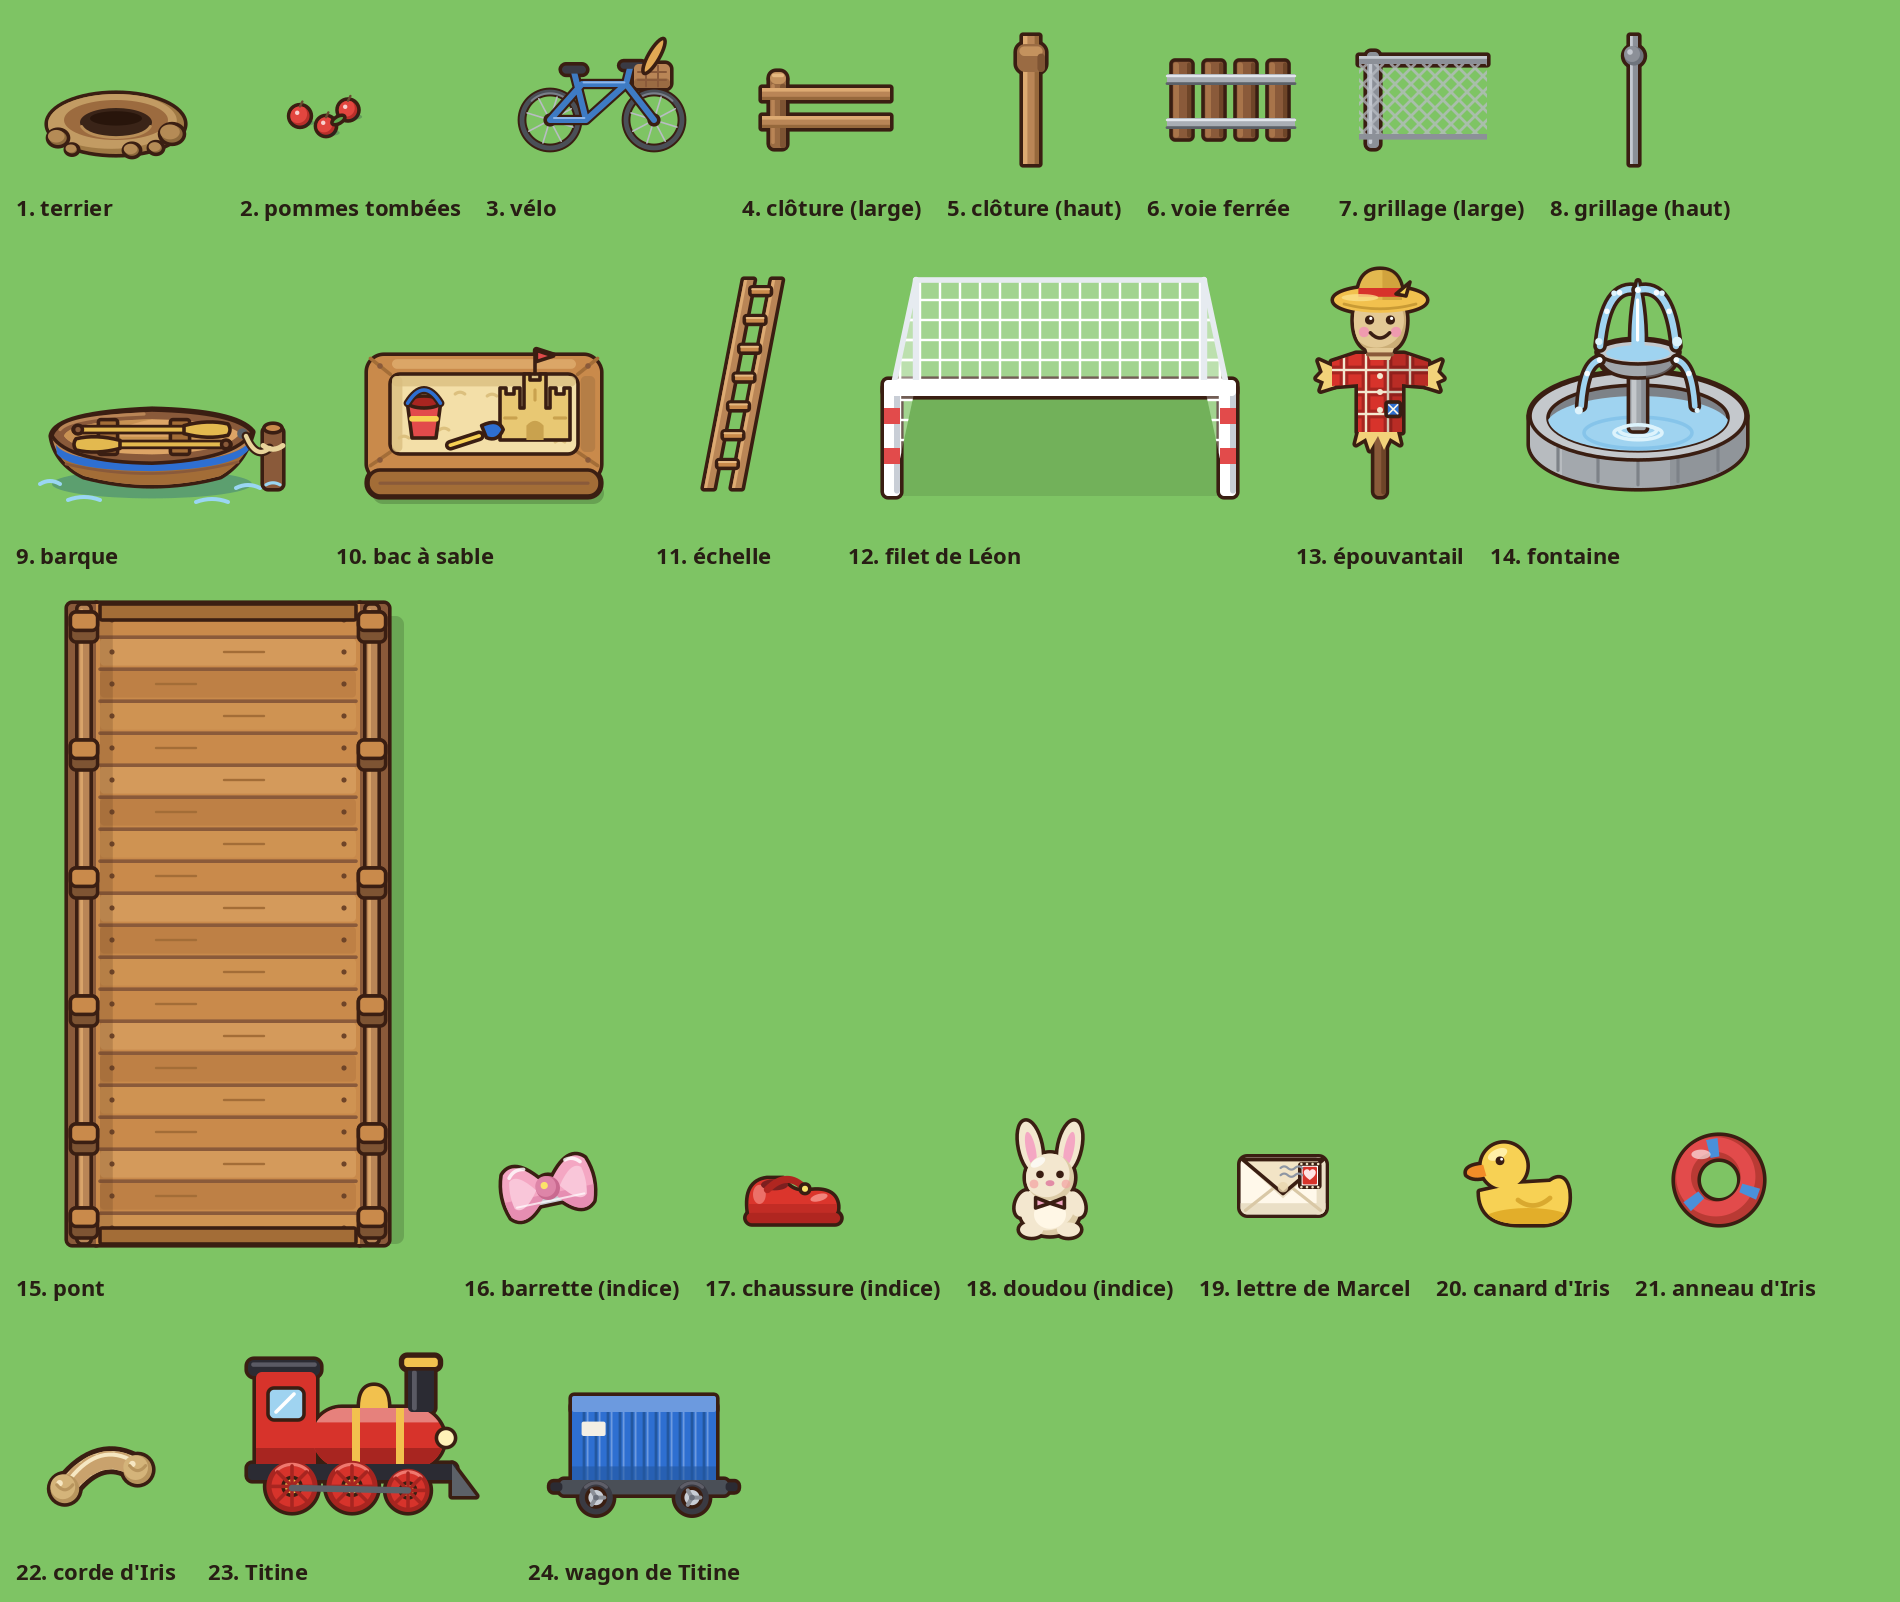 1. terrier
2. pommes tombées
3. vélo
4. clôture (large)
5. clôture (haut)
6. voie ferrée
7. grillage (large)
8. grillage (haut)
9. barque
10. bac à sable
11. échelle
12. filet de Léon
13. épouvantail
14. fontaine
15. pont
16. barrette (indice)
17. chaussure (indice)
18. doudou (indice)
19. lettre de Marcel
20. canard d'Iris
21. anneau d'Iris
22. corde d'Iris
23. Titine
24. wagon de Titine